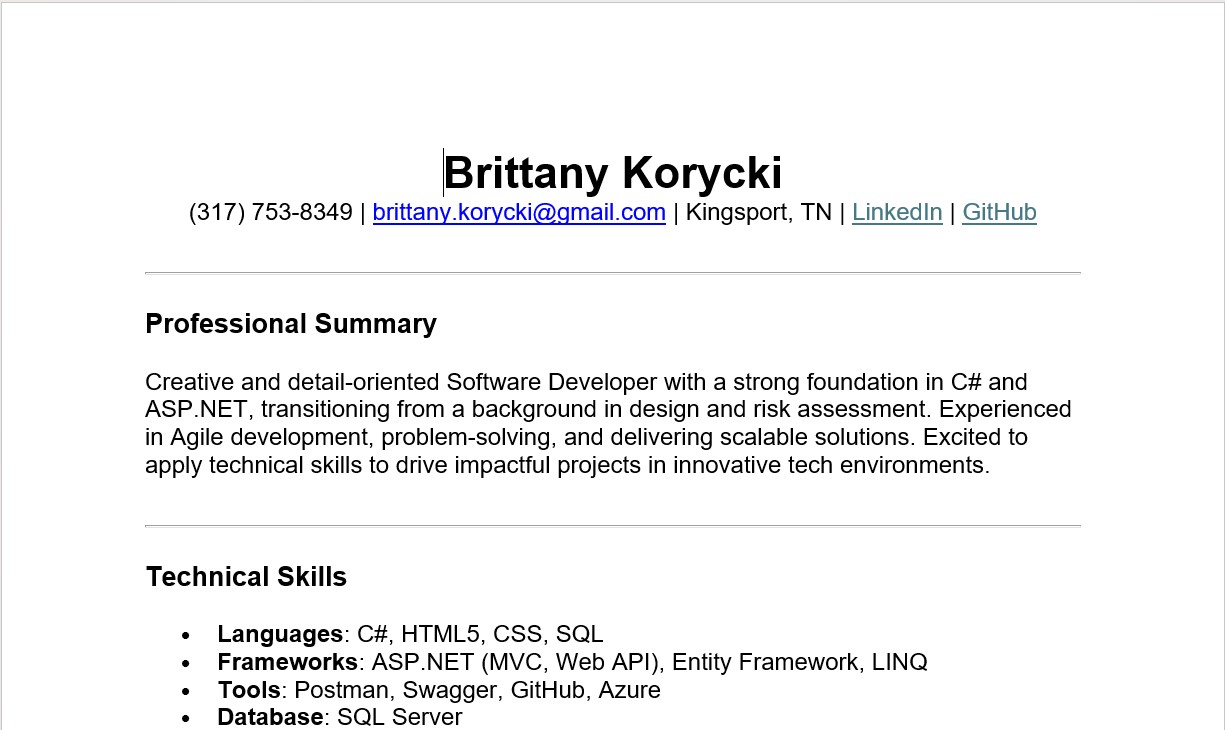 Brittany Korycki
(317) 753-8349 | brittany.korycki@gmail.com | Kingsport, TN | LinkedIn | GitHub
Professional Summary
Creative and detail-oriented Software Developer with a strong foundation in C# and
ASP.NET, transitioning from a background in design and risk assessment. Experienced
in Agile development, problem-solving, and delivering scalable solutions. Excited to
apply technical skills to drive impactful projects in innovative tech environments.
Technical Skills
• Languages: C#, HTML5, CSS, SQL
• Frameworks: ASP.NET (MVC, Web API), Entity Framework, LINQ
• Tools: Postman, Swagger, GitHub, Azure
• Database: SQL Server